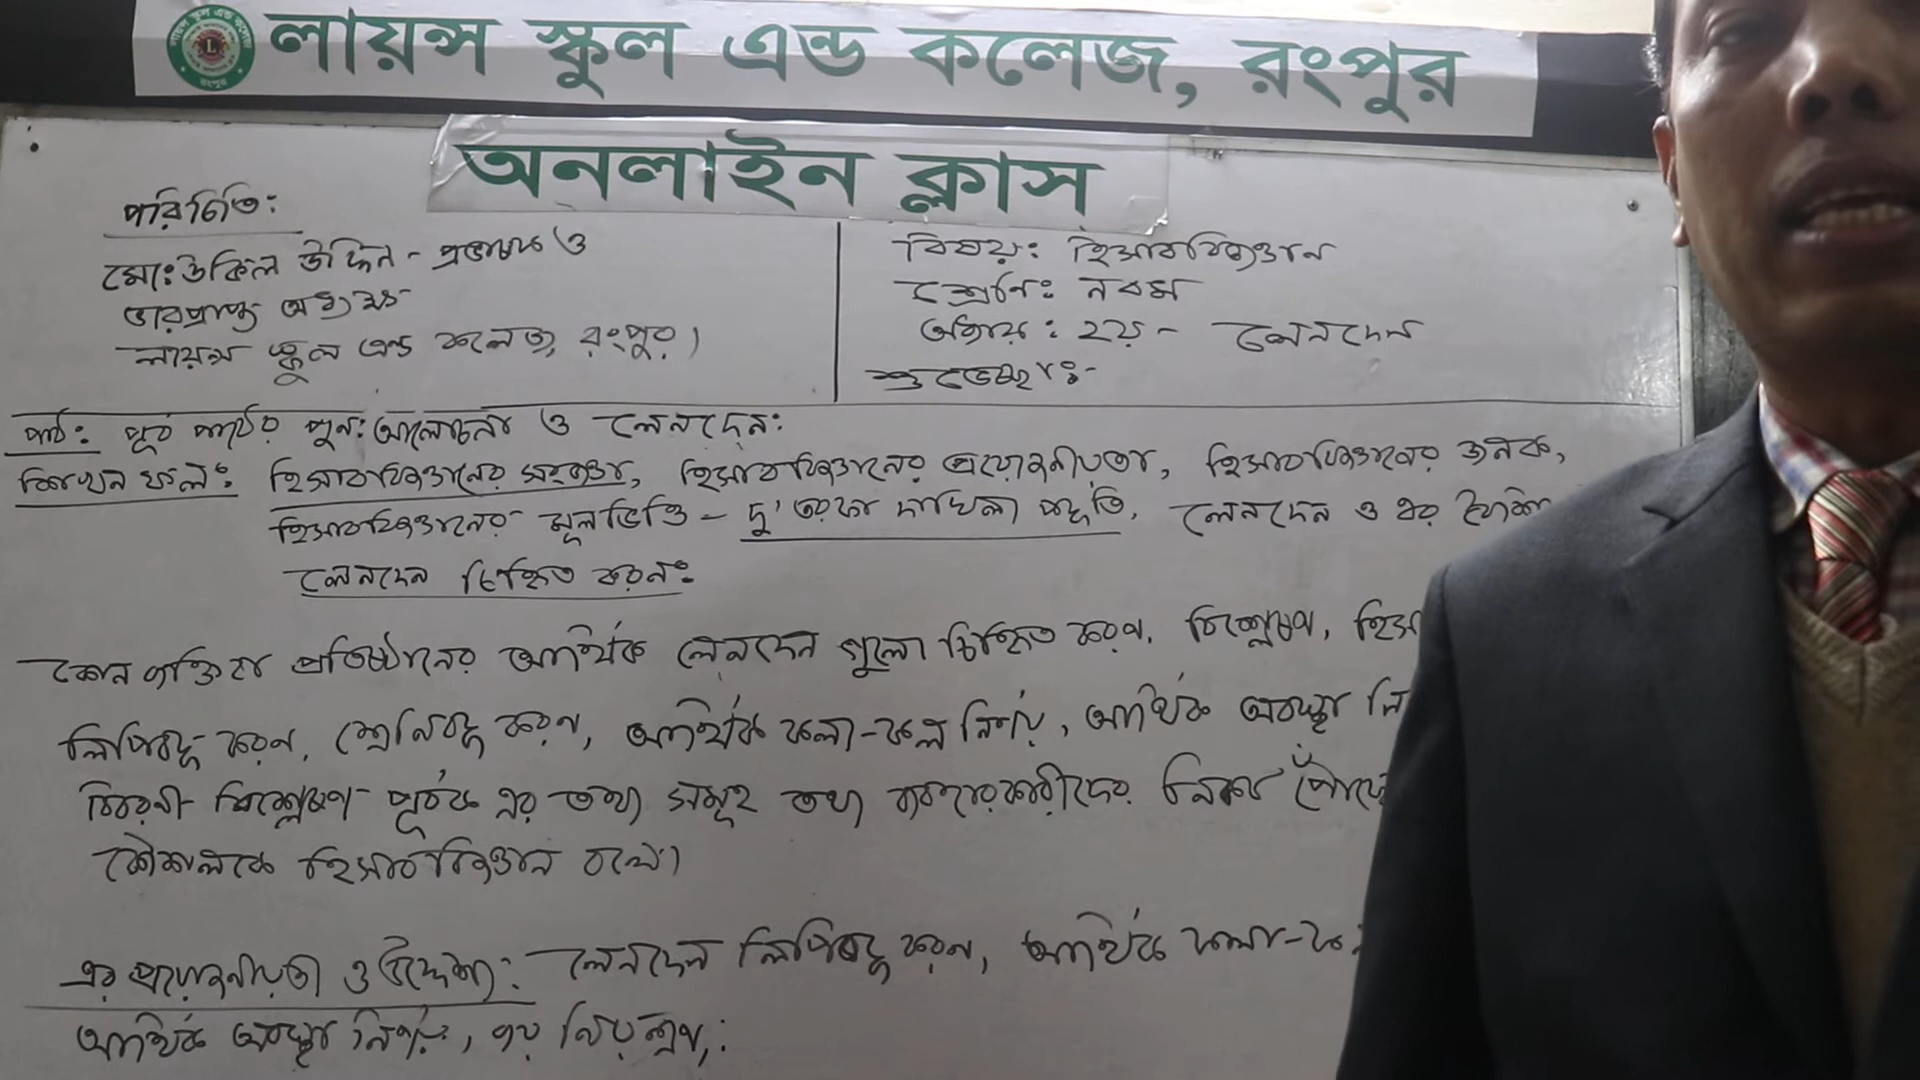 লায়ন্স স্কুল এন্ড কলেজ, রংপুর
অনলাইন ক্লাস
পরিচিতি:
মো: উকিল উদ্দিন - প্রভাষক ও
ভারপ্রাপ্ত অধ্যক্ষ
লায়ন্স স্কুল এন্ড কলেজ, রংপুর।
বিষয়: হিসাববিজ্ঞান
শ্রেণি: নবম
অধ্যায়: ২য় - লেনদেন
শুভেচ্ছা:-
পাঠ: পূর্ব পাঠের পুন: আলোচনা ও লেনদেন:
শিখন ফল: হিসাববিজ্ঞানের সংজ্ঞা, হিসাববিজ্ঞানের প্রয়োজনীয়তা, হিসাববিজ্ঞানের জনক,
হিসাববিজ্ঞানের মূলভিত্তি - দু'তরফা দাখিলা পদ্ধতি, লেনদেন ও এর বৈশি
লেনদেন চিহ্নিত করন:
কোন ব্যক্তি বা প্রতিষ্ঠানের আর্থিক লেনদেন গুলো চিহ্নিত করণ, বিশ্লেষণ, হিসা
লিপিবদ্ধ করন, শ্রেনিবদ্ধ করণ, আর্থিক ফলা-ফল নির্ণয়, আর্থিক অবস্থা নি
বিবরনী বিশ্লেষণ পূর্বক এর তথ্য সমূহ তথ্য ব্যবহারকারীদের নিকট পৌঁছে
কৌশলকে হিসাববিজ্ঞান বলে।
এর প্রয়োজনীয়তা ও উদ্দেশ্য: লেনদেন লিপিবদ্ধ করন, আর্থিক ফলা-ফ
আর্থিক অবস্থা নির্ণয়, ব্যয় নিয়ন্ত্রণ,: